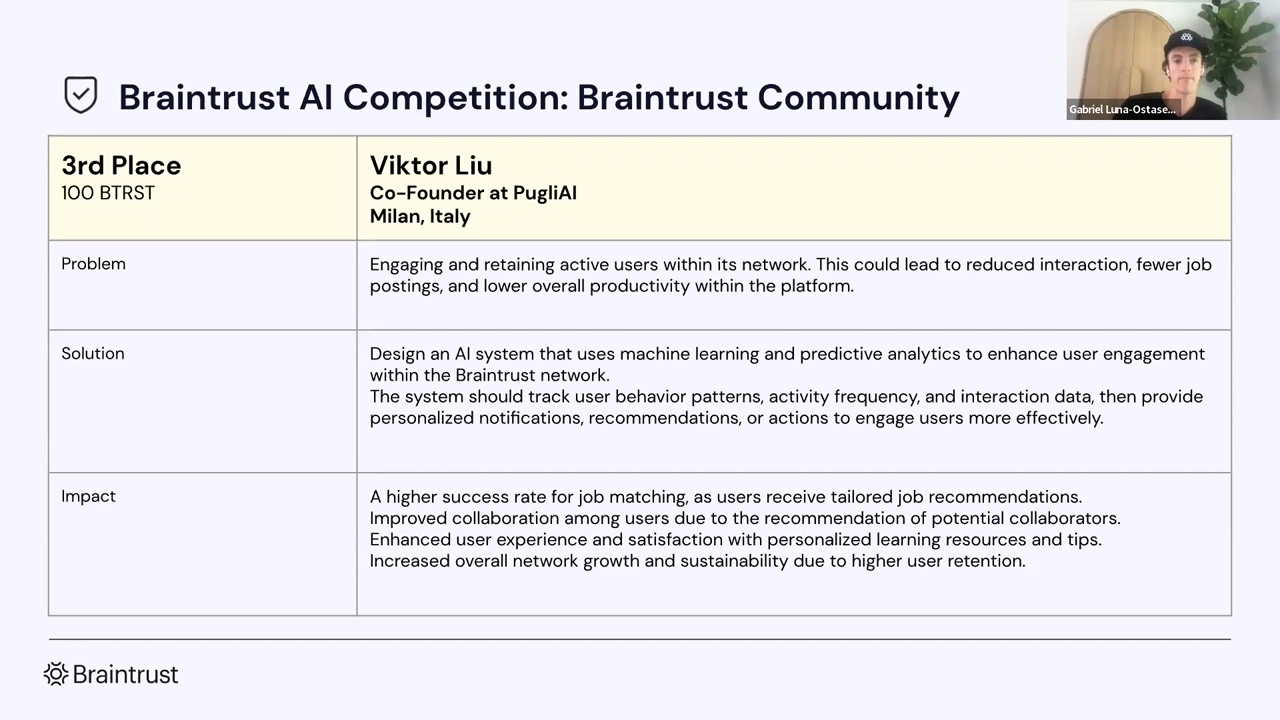 Braintrust AI Competition: Braintrust Community
Gabriel Luna-Ostase...
3rd Place
100 BTRST
Viktor Liu
Co-Founder at PugliAI
Milan, Italy
Problem
Engaging and retaining active users within its network. This could lead to reduced interaction, fewer job
postings, and lower overall productivity within the platform.
Solution
Design an AI system that uses machine learning and predictive analytics to enhance user engagement
within the Braintrust network.
The system should track user behavior patterns, activity frequency, and interaction data, then provide
personalized notifications, recommendations, or actions to engage users more effectively.
Impact
A higher success rate for job matching, as users receive tailored job recommendations.
Improved collaboration among users due to the recommendation of potential collaborators.
Enhanced user experience and satisfaction with personalized learning resources and tips.
Increased overall network growth and sustainability due to higher user retention.
Braintrust